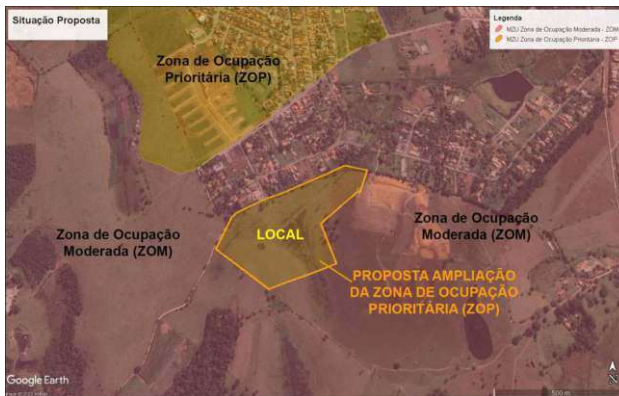 Situação Proposta
Legenda
MZU Zona de Ocupação Moderada - ZOM
MZU Zona de Ocupação Prioritária - ZOP
Zona de Ocupação
Prioritária (ZOP)
Zona de Ocupação
Moderada (ZOM)
LOCAL
Zona de Ocupação
Moderada (ZOM)
PROPOSTA AMPLIAÇÃO
DA ZONA DE OCUPAÇÃO
PRIORITÁRIA (ZOP)
Google Earth
N
500 m